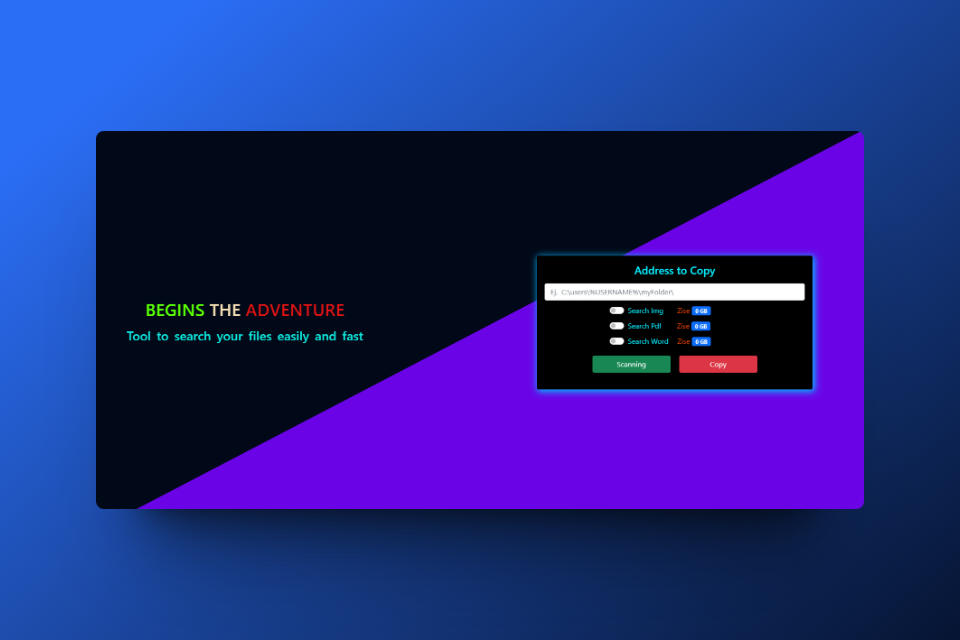 BEGINS THE ADVENTURE
Tool to search your files easily and fast
Address to Copy
Ej. C:\users\%USERNAME%\myFolder\
Search Img Zise 0 GB
Search Pdf Zise 0 GB
Search Word Zise 0 GB
Scanning Copy